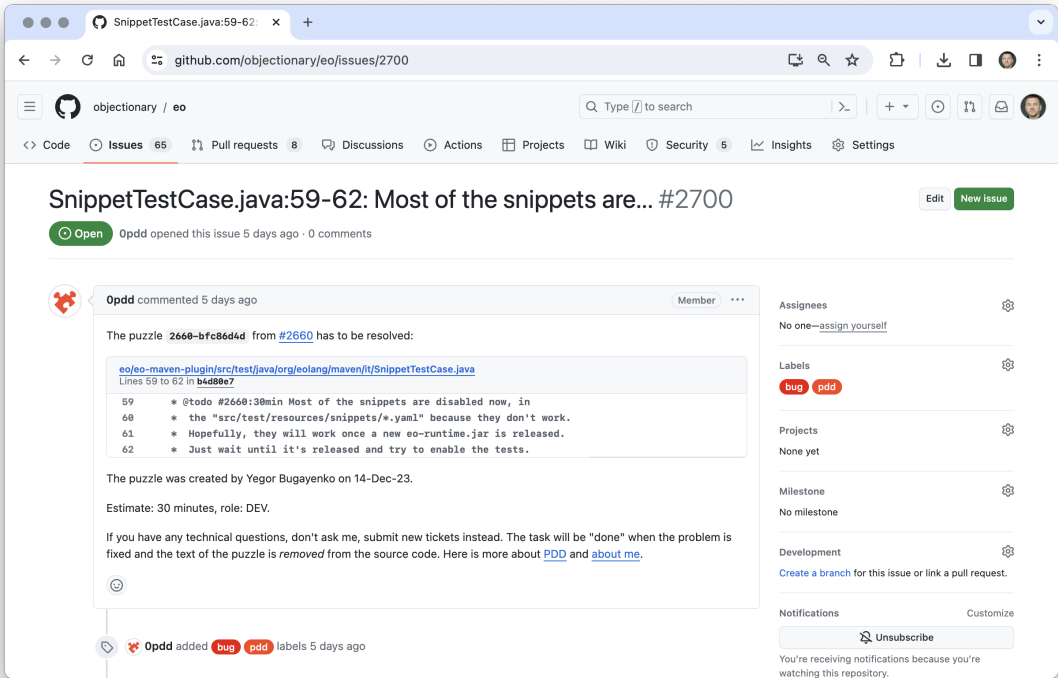 SnippetTestCase.java:59-62:
github.com/objectionary/eo/issues/2700
objectionary / eo
Type / to search
Code
Issues 65
Pull requests 8
Discussions
Actions
Projects
Wiki
Security 5
Insights
Settings
SnippetTestCase.java:59-62: Most of the snippets are... #2700
Edit
New issue
Open
0pdd opened this issue 5 days ago · 0 comments
0pdd commented 5 days ago
Member
The puzzle 2660-bfc86d4d from #2660 has to be resolved:
eo/eo-maven-plugin/src/test/java/org/eolang/maven/it/SnippetTestCase.java
Lines 59 to 62 in b4d80e7
59 * @todo #2660:30min Most of the snippets are disabled now, in
60 * the "src/test/resources/snippets/*.yaml" because they don't work.
61 * Hopefully, they will work once a new eo-runtime.jar is released.
62 * Just wait until it's released and try to enable the tests.
The puzzle was created by Yegor Bugayenko on 14-Dec-23.
Estimate: 30 minutes, role: DEV.
If you have any technical questions, don't ask me, submit new tickets instead. The task will be "done" when the problem is
fixed and the text of the puzzle is removed from the source code. Here is more about PDD and about me.
0pdd added bug pdd labels 5 days ago
Assignees
No one—assign yourself
Labels
bug pdd
Projects
None yet
Milestone
No milestone
Development
Create a branch for this issue or link a pull request.
Notifications
Customize
Unsubscribe
You're receiving notifications because you're
watching this repository.